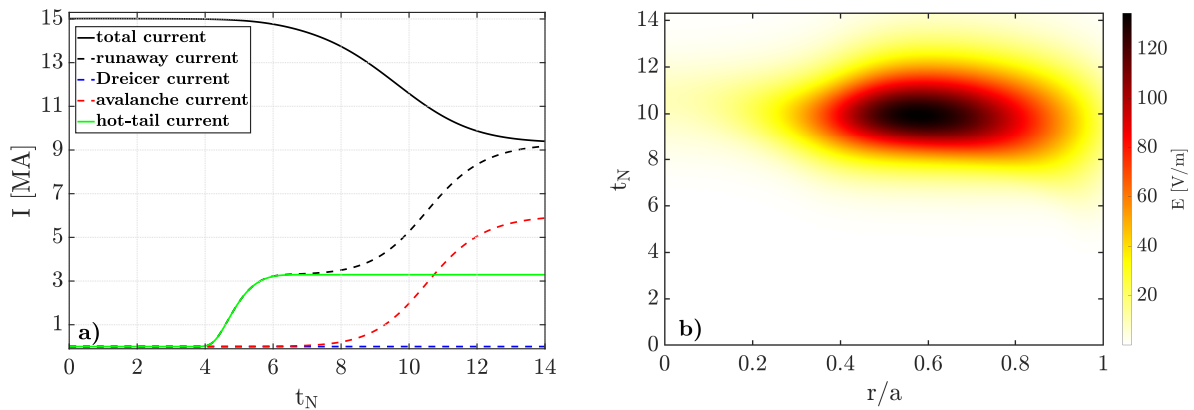 15
13
11
9
7
5
3
1
I [MA]
total current
runaway current
Dreicer current
avalanche current
hot-tail current
a)
0 2 4 6 8 10 12 14
t_N
14
12
10
8
6
4
2
0
t_N
b)
0 0.2 0.4 0.6 0.8 1
r/a
120
100
80
60
40
20
E [V/m]